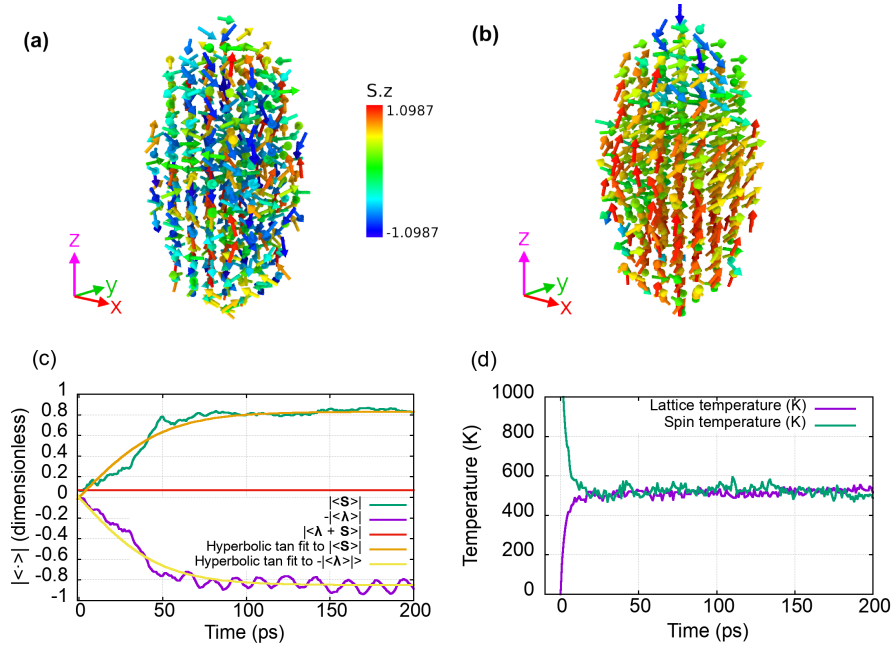 (a)
(b)
S.z
1.0987
-1.0987
z
y
x
z
y
x
(c)
(d)
|<·>| (dimensionless)
1
0.8
0.6
0.4
0.2
0
-0.2
-0.4
-0.6
-0.8
-1
|<S>|
-|<λ>|
|<λ + S>|
Hyperbolic tan fit to |<S>|
Hyperbolic tan fit to -|<λ>|>
0 50 100 150 200
Time (ps)
Temperature (K)
1000
800
600
400
200
0
Lattice temperature (K)
Spin temperature (K)
0 50 100 150 200
Time (ps)